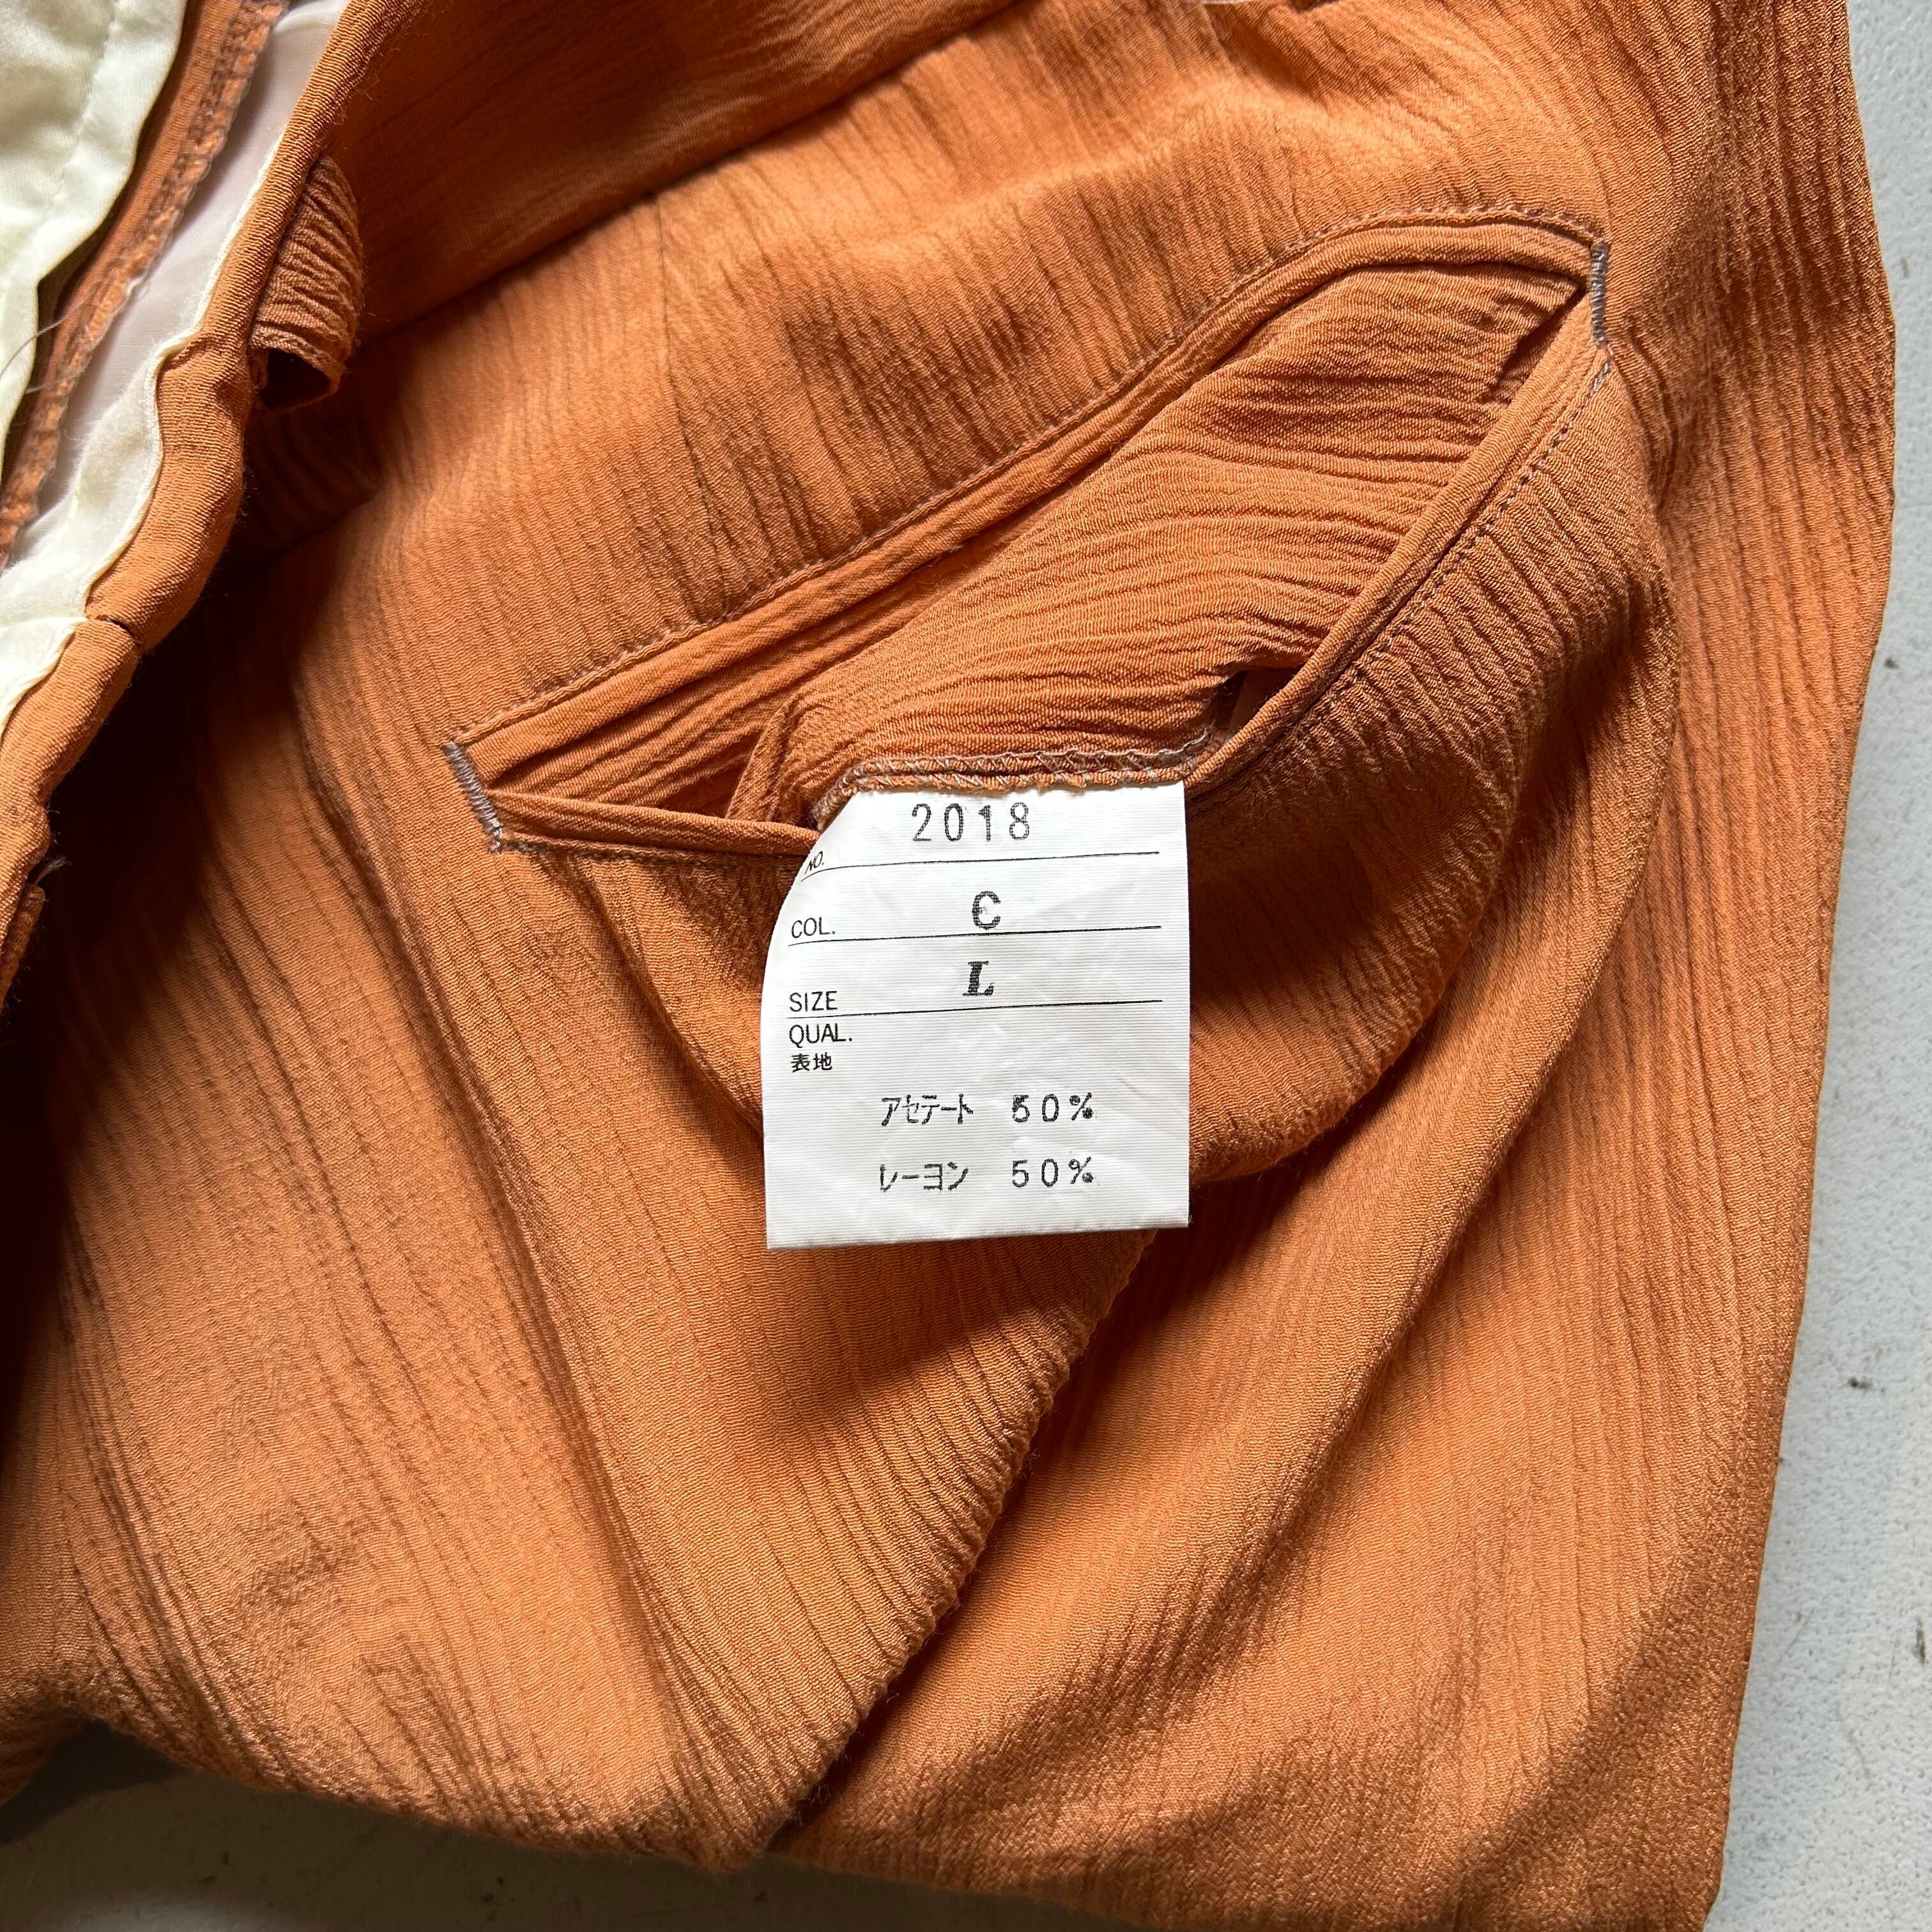 NO. 2018
COL. C
SIZE L
QUAL.
表地
アセテート 50%
レーヨン 50%